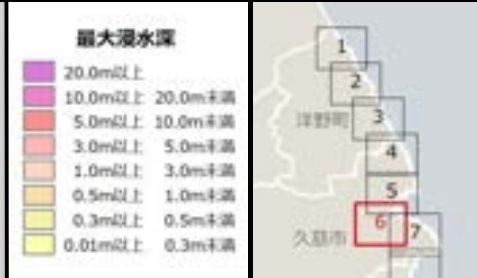 最大浸水深
20.0m以上
10.0m以上 20.0m未満
5.0m以上 10.0m未満
3.0m以上 5.0m未満
1.0m以上 3.0m未満
0.5m以上 1.0m未満
0.3m以上 0.5m未満
0.01m以上 0.3m未満
1
2
3
洋野町
4
5
6
7
久慈市